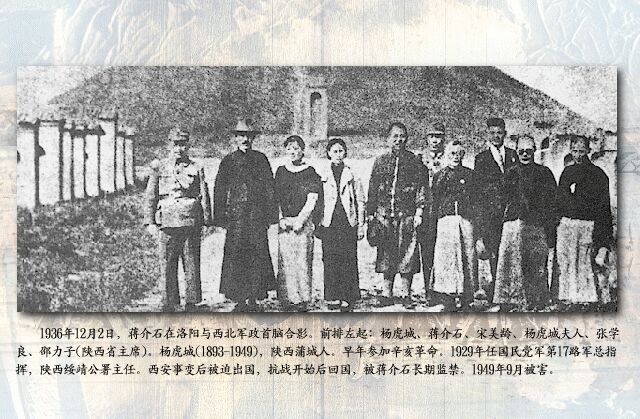 1936年12月2日，蒋介石在洛阳与西北军政首脑合影。前排左起：杨虎城、蒋介石、宋美龄、杨虎城夫人、张学
良、邵力子(陕西省主席)。杨虎城(1893-1949)，陕西蒲城人。早年参加辛亥革命。1929年任国民党军第17路军总指
挥，陕西绥靖公署主任。西安事变后被迫出国，抗战开始后回国，被蒋介石长期监禁。1949年9月被害。